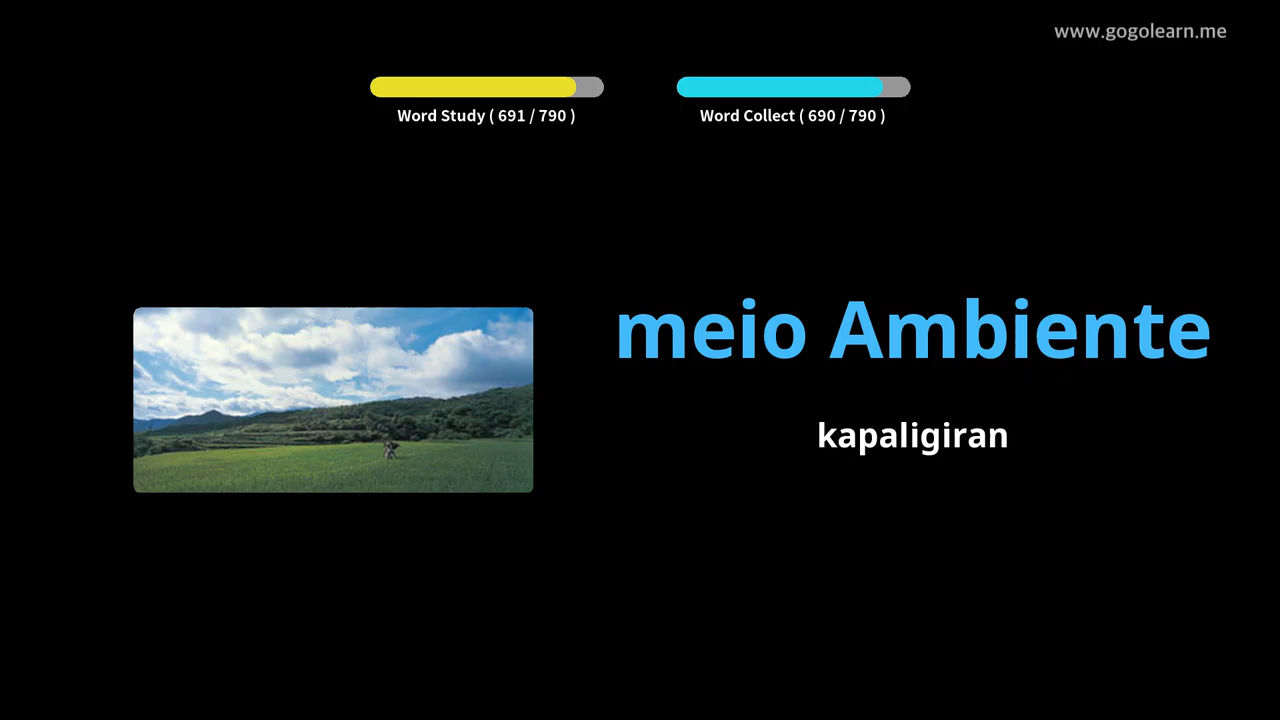 www.gogolearn.me
Word Study ( 691 / 790 )
Word Collect ( 690 / 790 )
meio Ambiente
kapaligiran